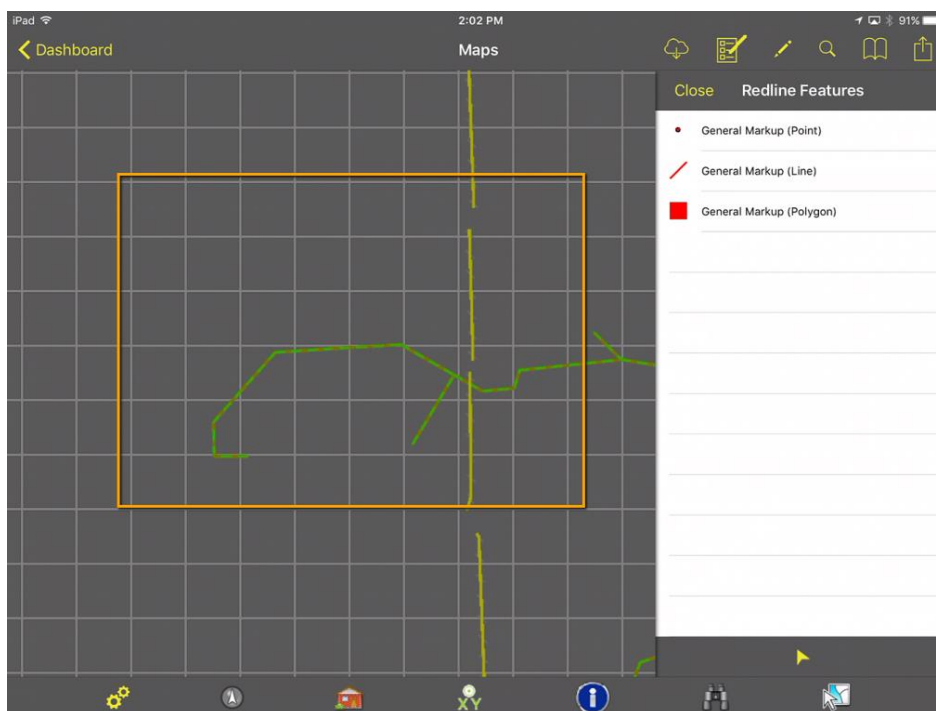 iPad 2:02 PM 91%
Dashboard Maps
Close Redline Features
General Markup (Point)
General Markup (Line)
General Markup (Polygon)
XY i